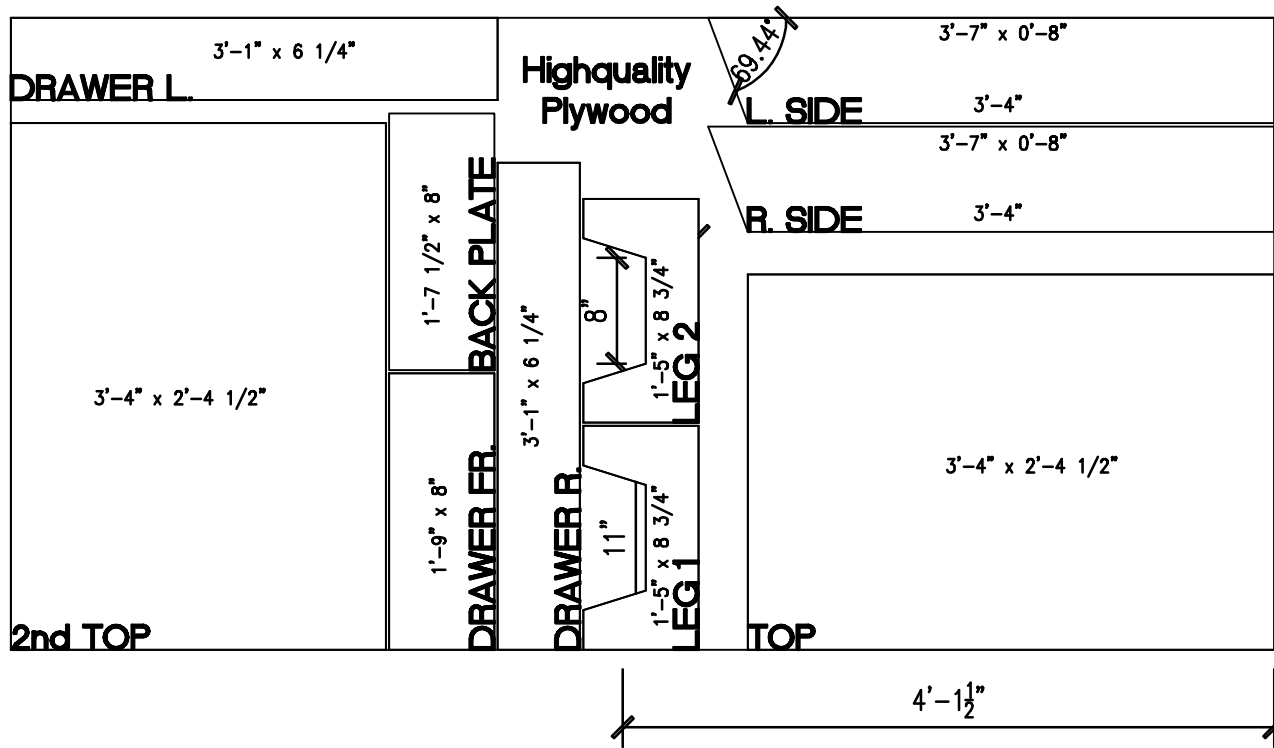 3'-1" x 6 1/4"
DRAWER L.
Highquality
Plywood
69.44°
3'-7" x 0'-8"
L. SIDE
3'-4"
3'-7" x 0'-8"
R. SIDE
3'-4"
1'-7 1/2" x 8"
BACK PLATE
3'-1" x 6 1/4"
DRAWER R.
8"
1'-5" x 8 3/4"
LEG 2
3'-4" x 2'-4 1/2"
2nd TOP
1'-9" x 8"
DRAWER FR.
11"
1'-5" x 8 3/4"
LEG 1
3'-4" x 2'-4 1/2"
TOP
4'-1½"